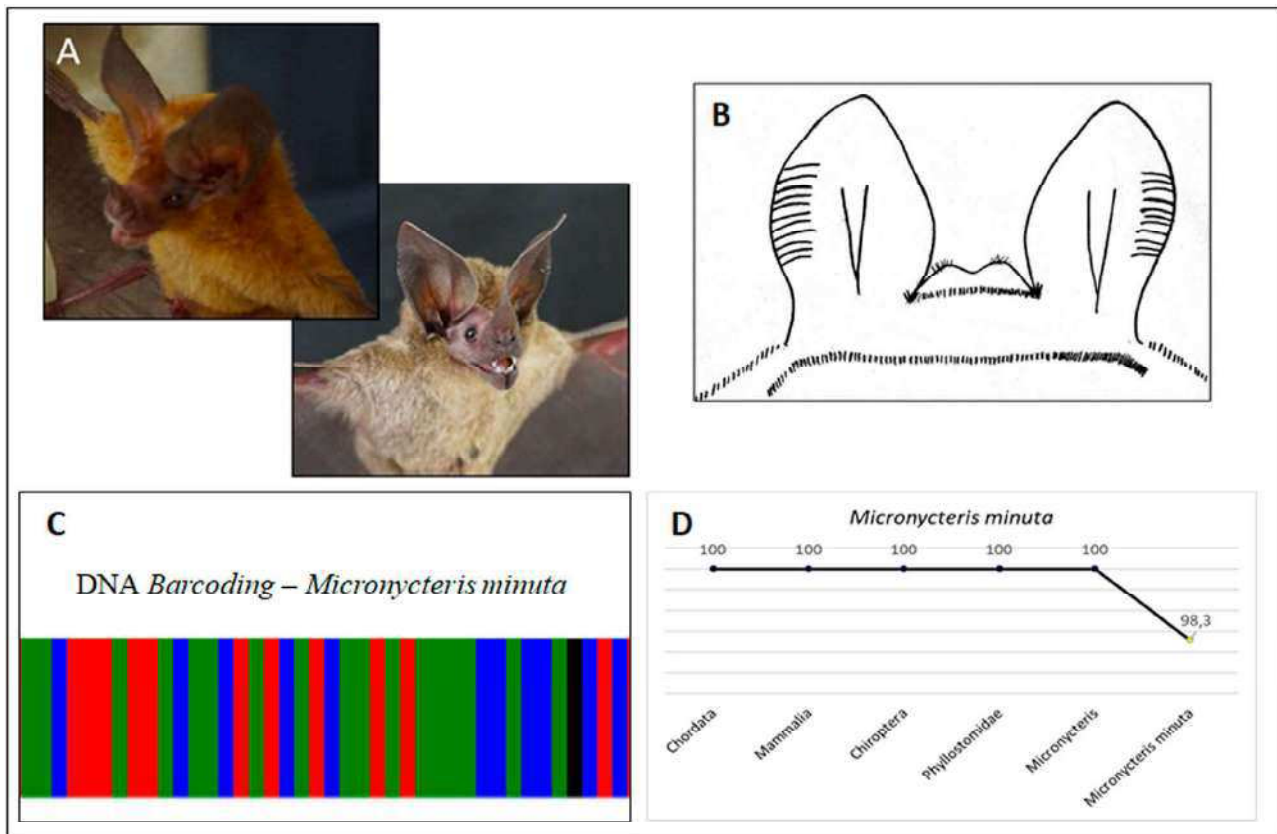 A
B
C
DNA Barcoding – Micronycteris minuta
D
Micronycteris minuta
100 100 100 100 100
98,3
Chordata
Mammalia
Chiroptera
Phyllostomidae
Micronycteris
Micronycteris minuta